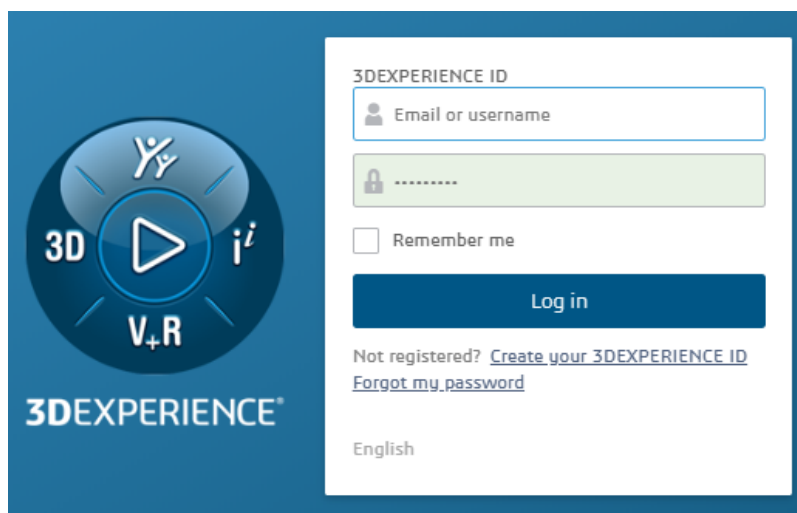 3DEXPERIENCE ID
Email or username
.........
Remember me
Log in
Not registered? Create your 3DEXPERIENCE ID
Forgot my password
English
3D
i i
V+R
3DEXPERIENCE®